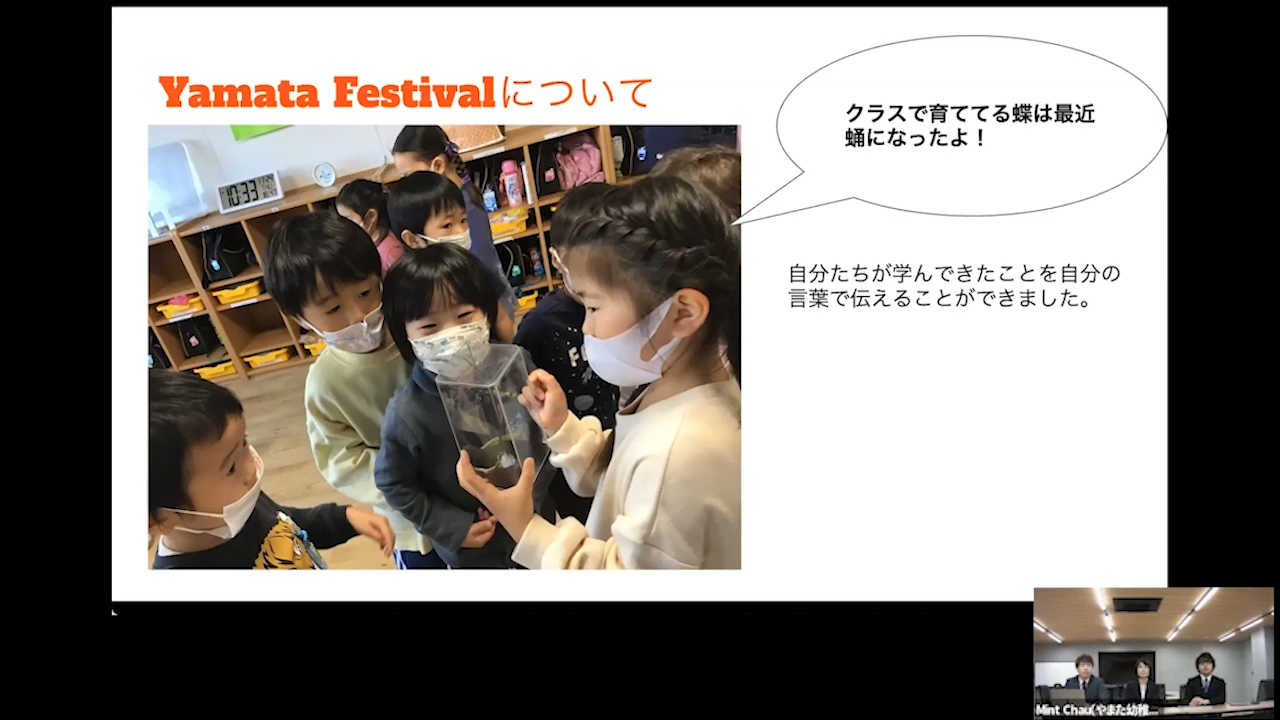 Yamata Festivalについて
クラスで育ててる蝶は最近
蛹になったよ！
自分たちが学んできたことを自分の
言葉で伝えることができました。
10:33
Mint Chau(やまた幼稚...